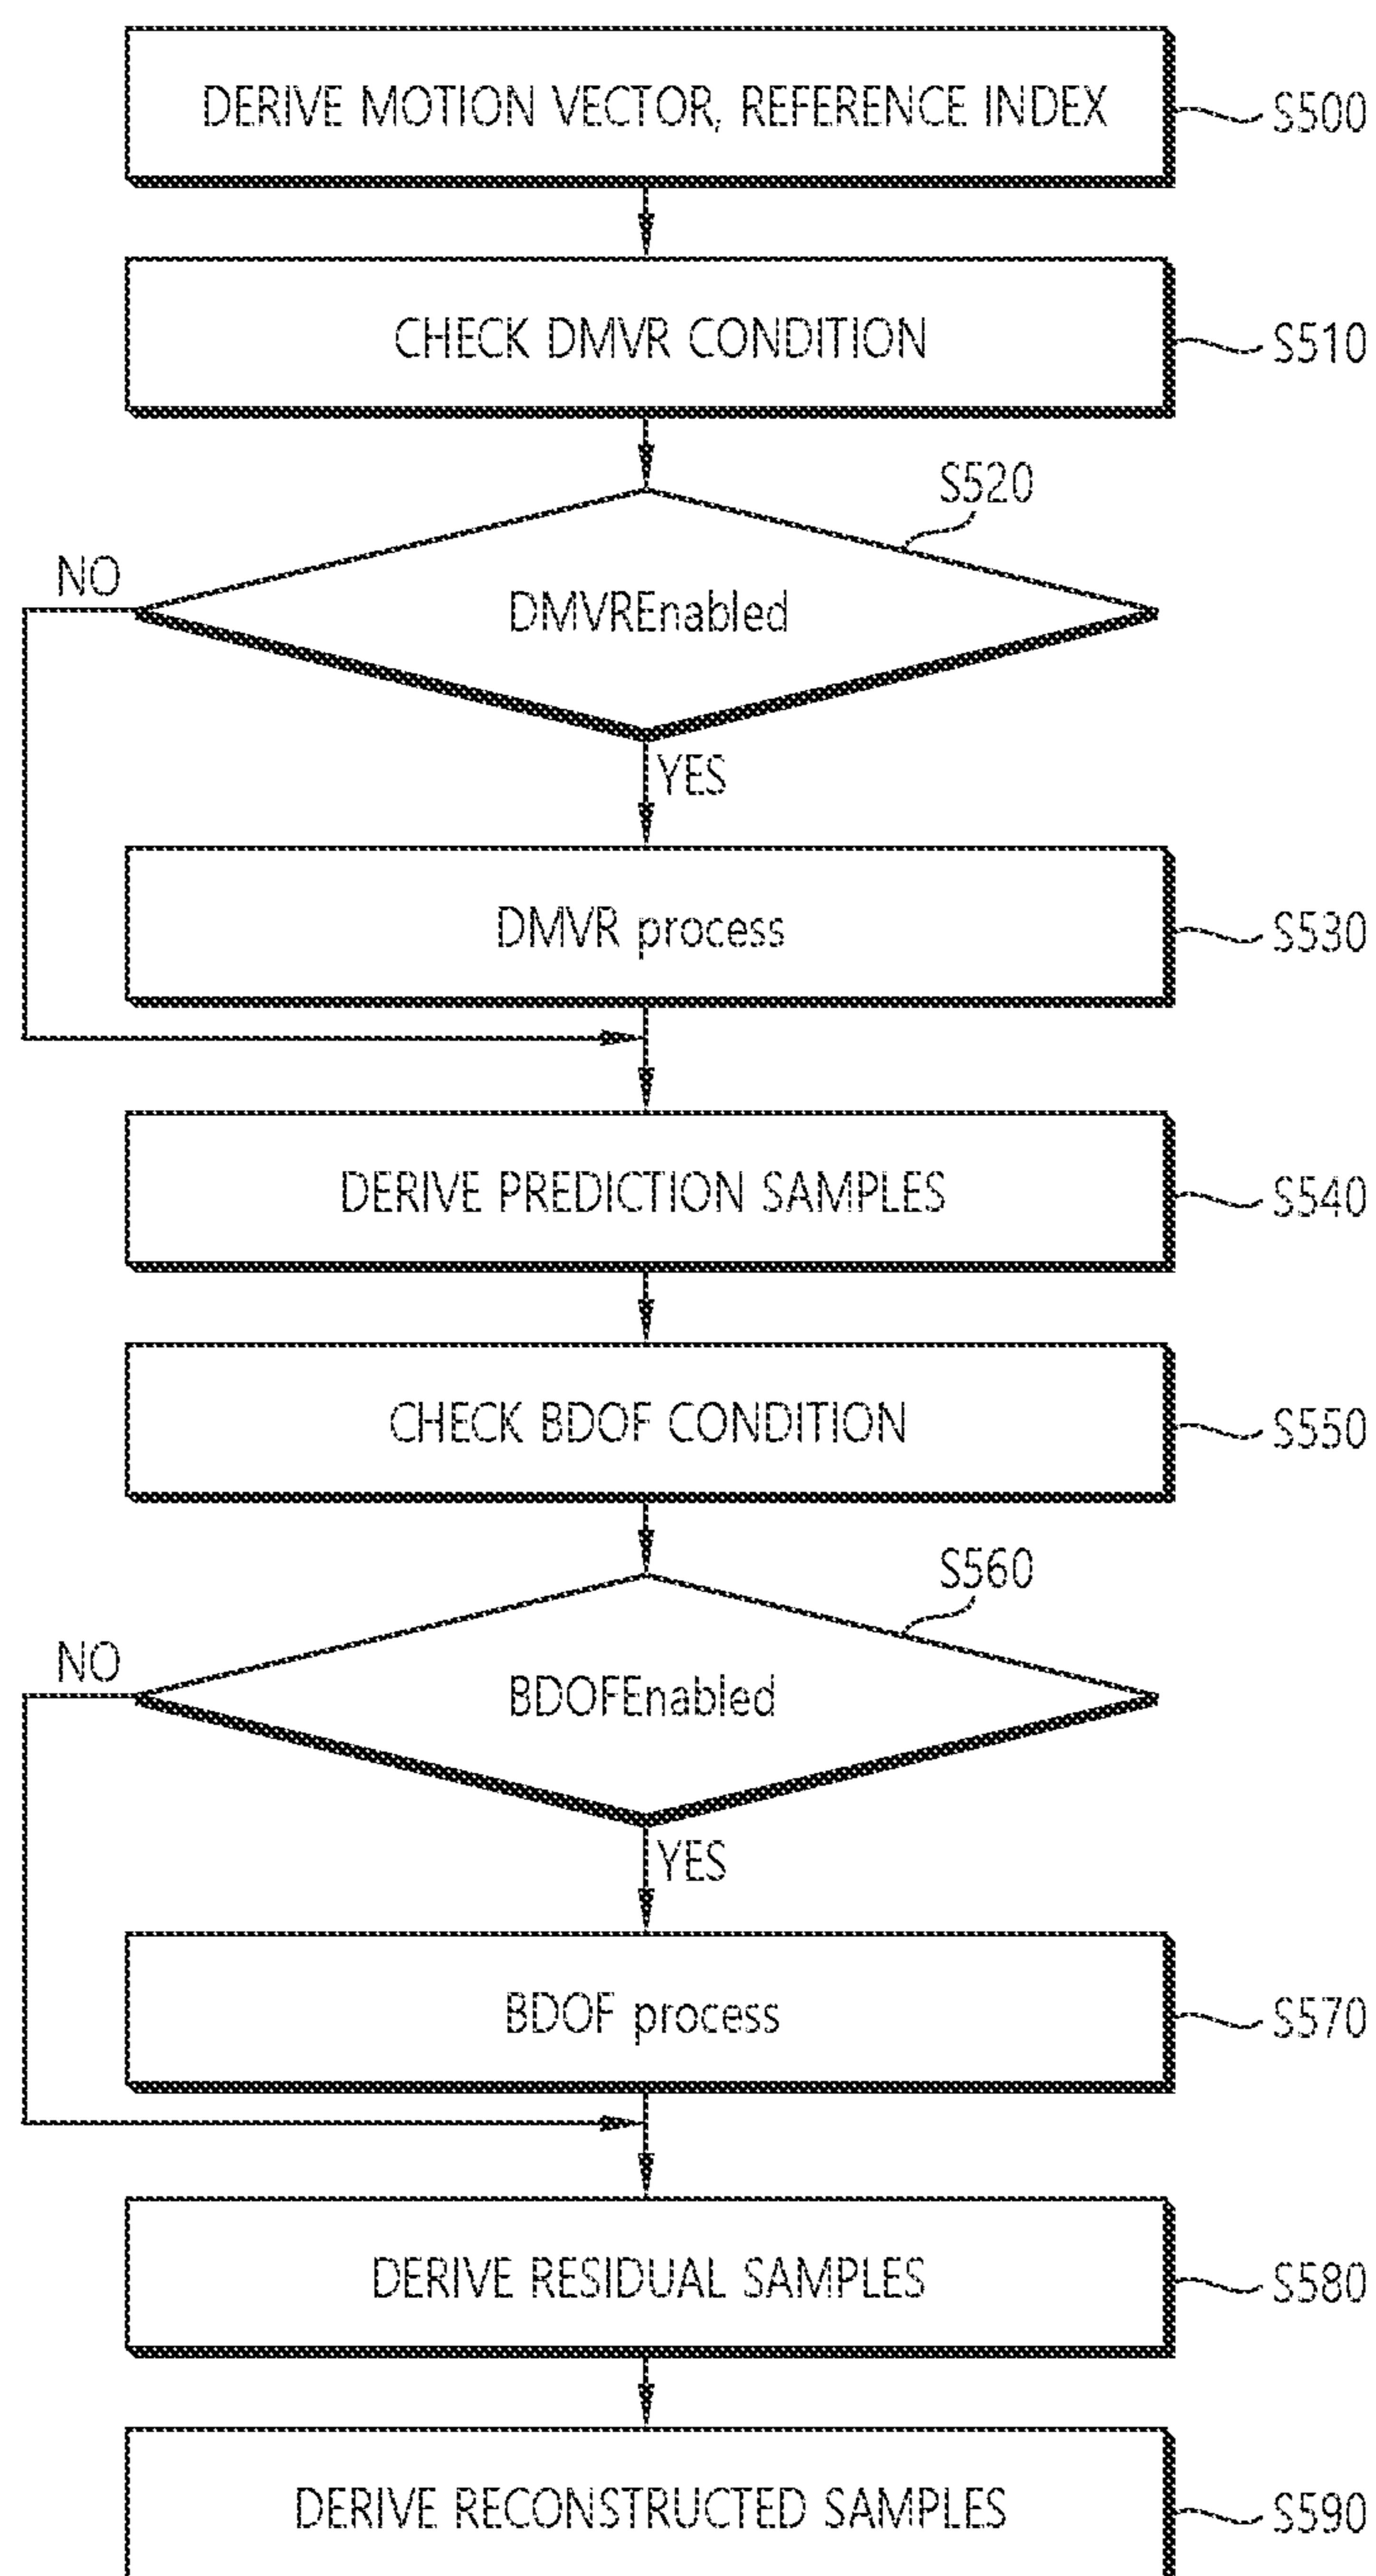 DERIVE MOTION VECTOR, REFERENCE INDEX
S500
CHECK DMVR CONDITION
S510
S520
NO
DMVREnabled
YES
DMVR process
S530
DERIVE PREDICTION SAMPLES
S540
CHECK BDOF CONDITION
S550
S560
NO
BDOFEnabled
YES
BDOF process
S570
DERIVE RESIDUAL SAMPLES
S580
DERIVE RECONSTRUCTED SAMPLES
S590